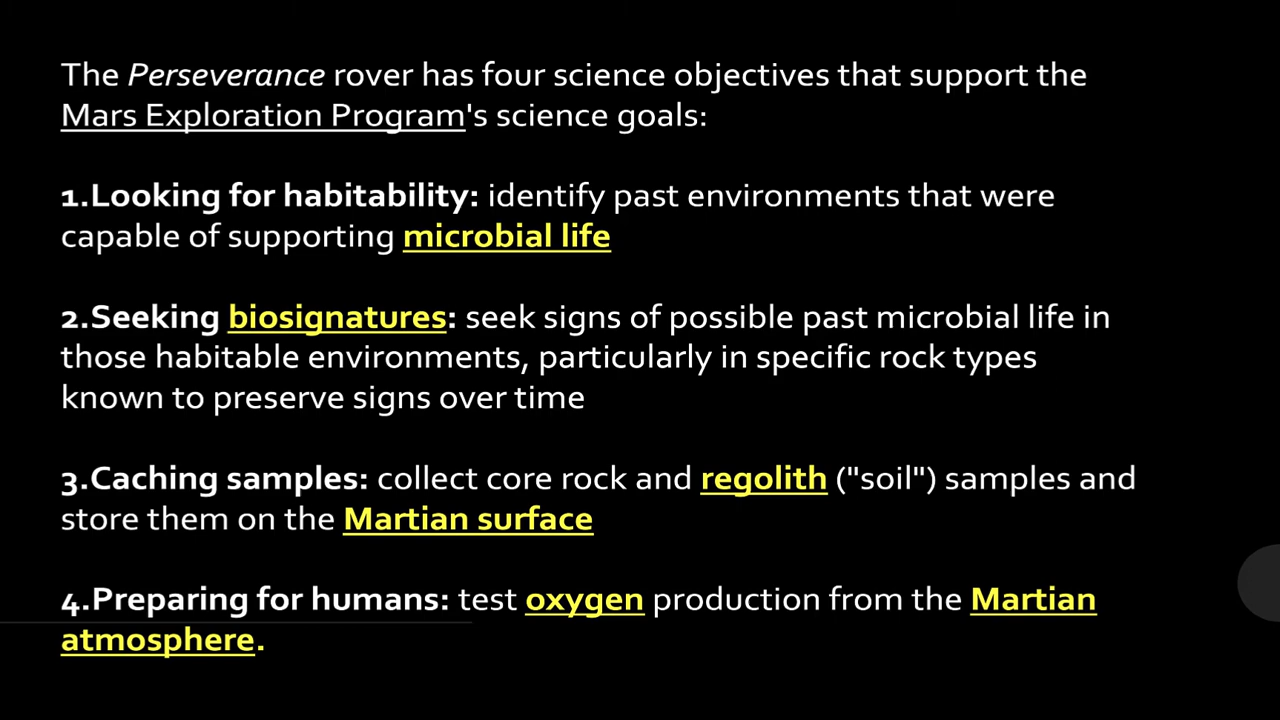 The Perseverance rover has four science objectives that support the
Mars Exploration Program's science goals:
1.Looking for habitability: identify past environments that were
capable of supporting microbial life
2.Seeking biosignatures: seek signs of possible past microbial life in
those habitable environments, particularly in specific rock types
known to preserve signs over time
3.Caching samples: collect core rock and regolith ("soil") samples and
store them on the Martian surface
4.Preparing for humans: test oxygen production from the Martian
atmosphere.